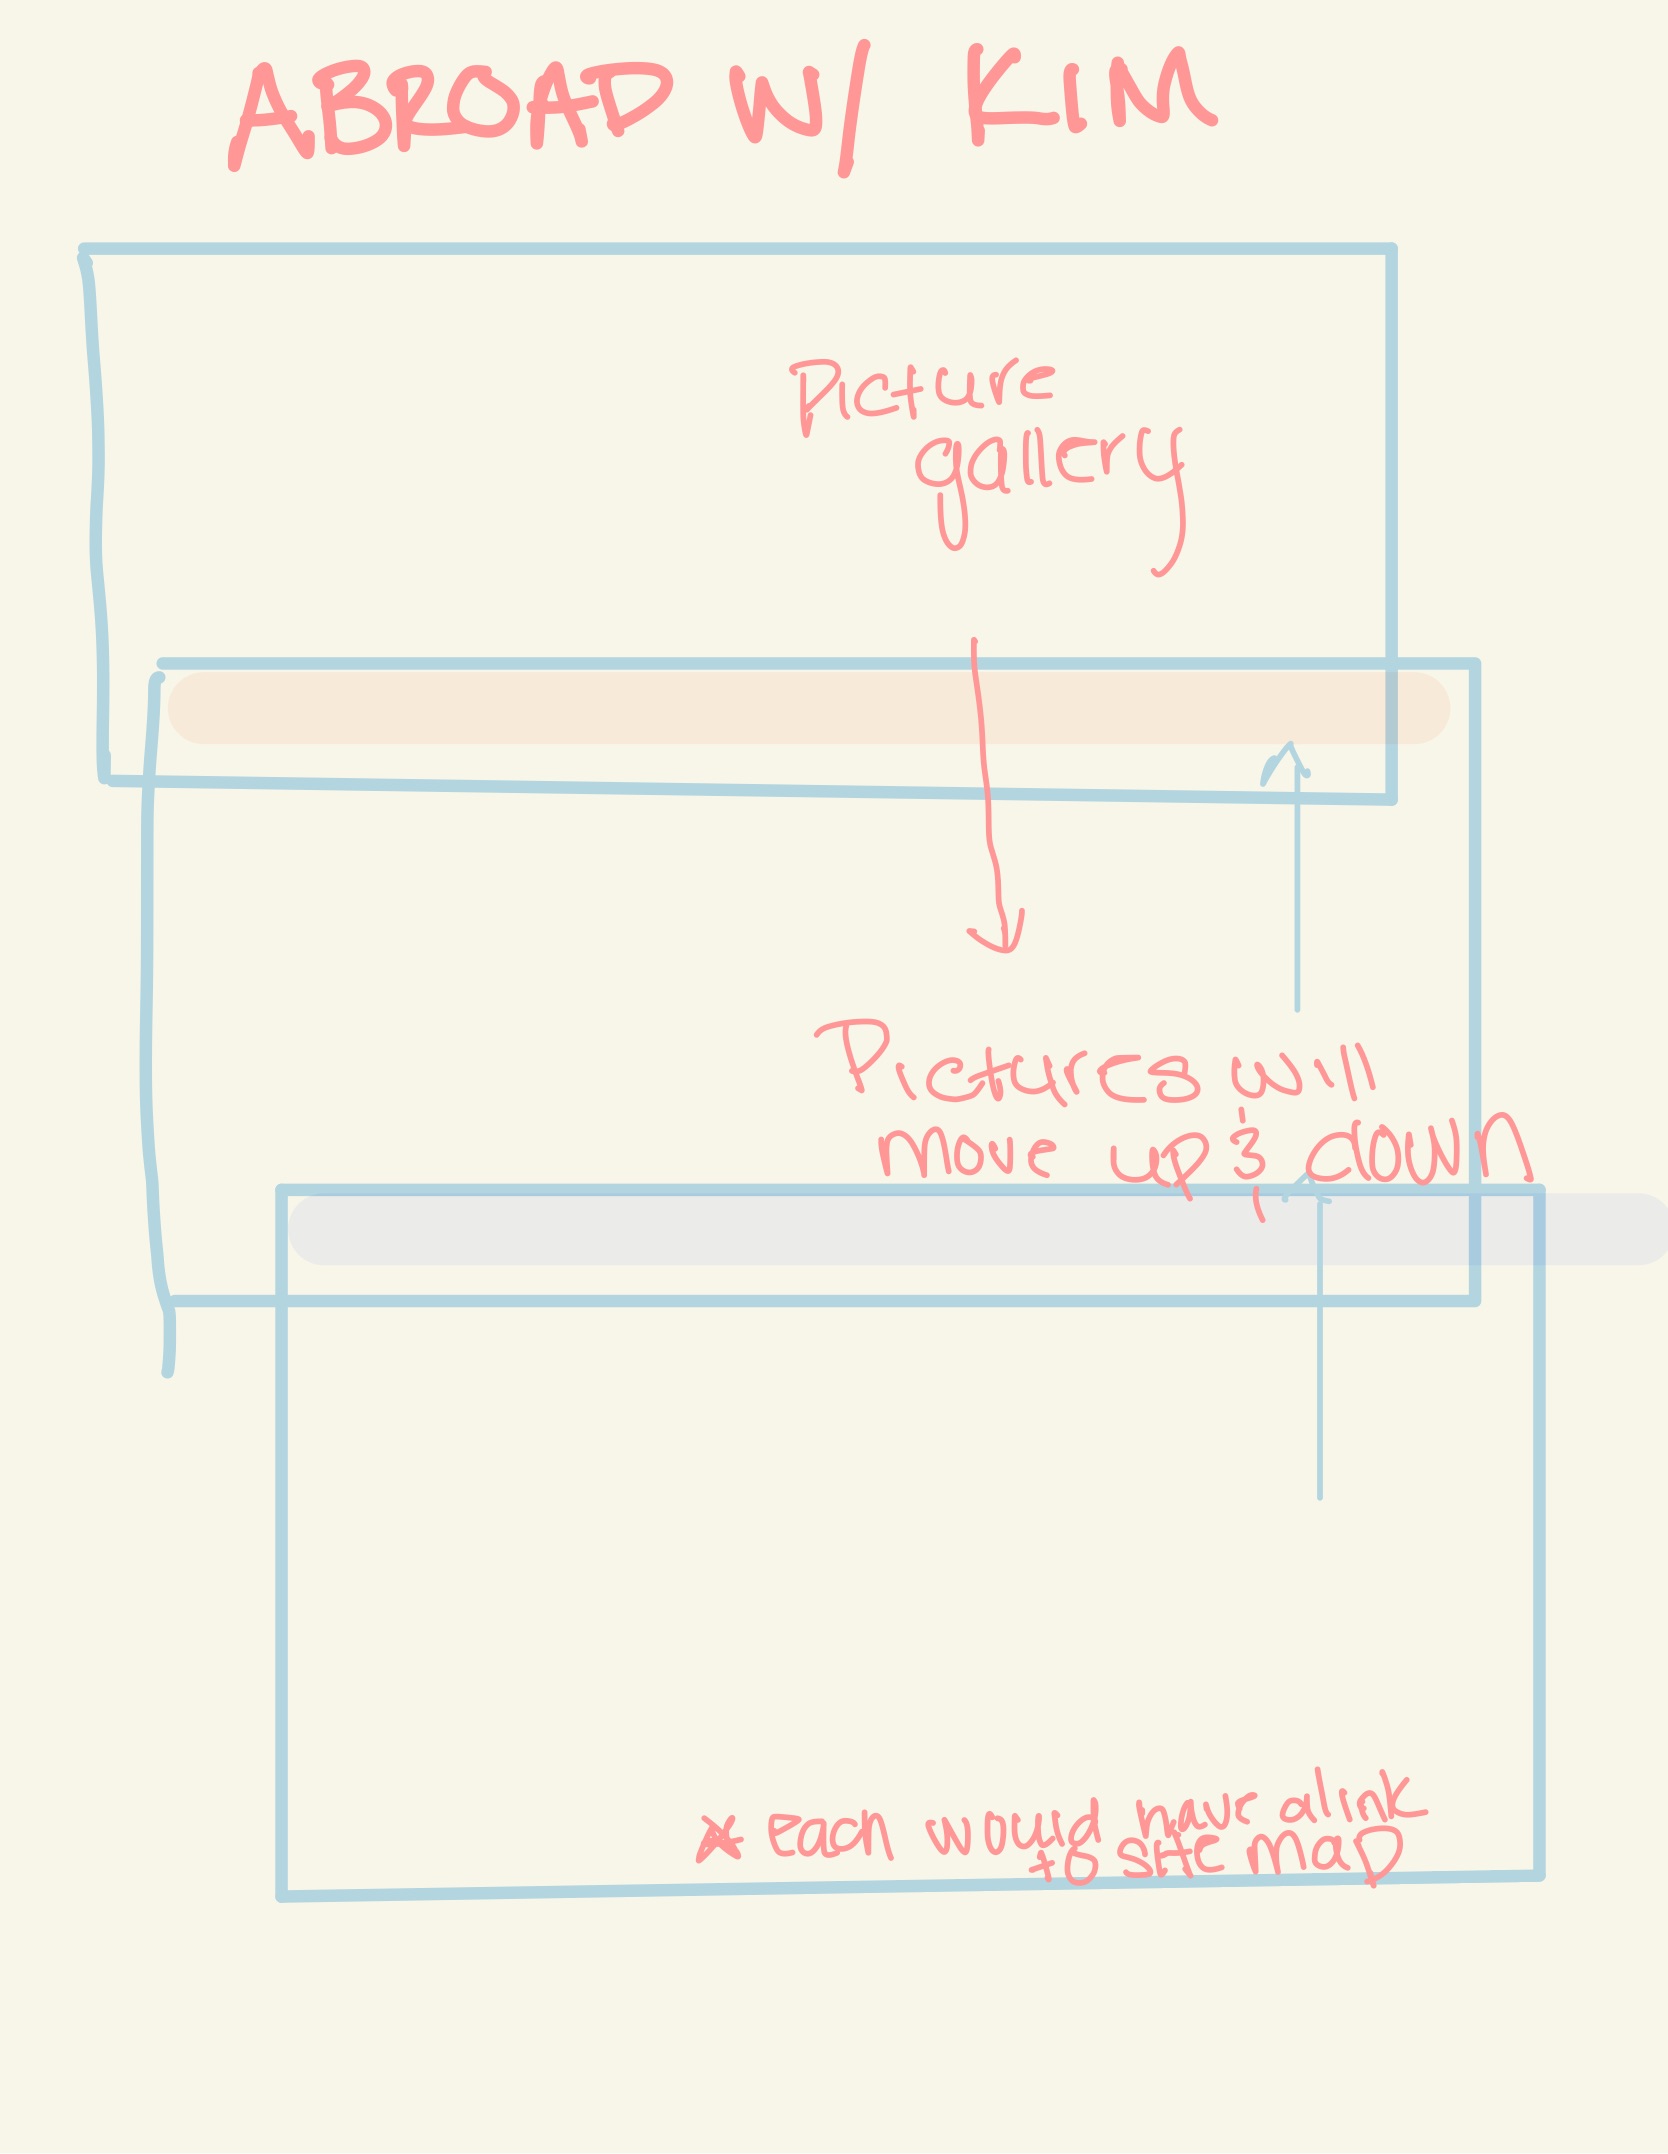 ABROAD W/ KIM
Picture
gallery
Pictures will
move up & down
* each would have a link
to site map